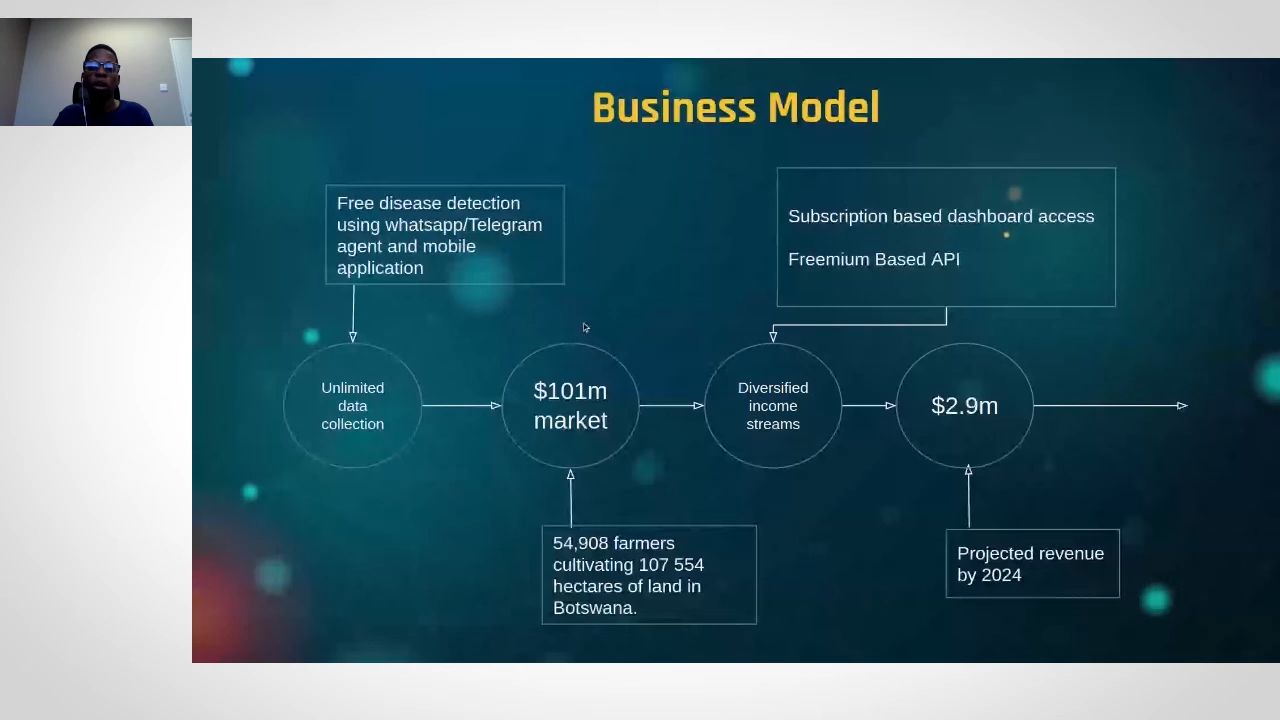 Business Model
Free disease detection
using whatsapp/Telegram
agent and mobile
application
Subscription based dashboard access
Freemium Based API
Unlimited
data
collection
$101m
market
Diversified
income
streams
$2.9m
54,908 farmers
cultivating 107 554
hectares of land in
Botswana.
Projected revenue
by 2024